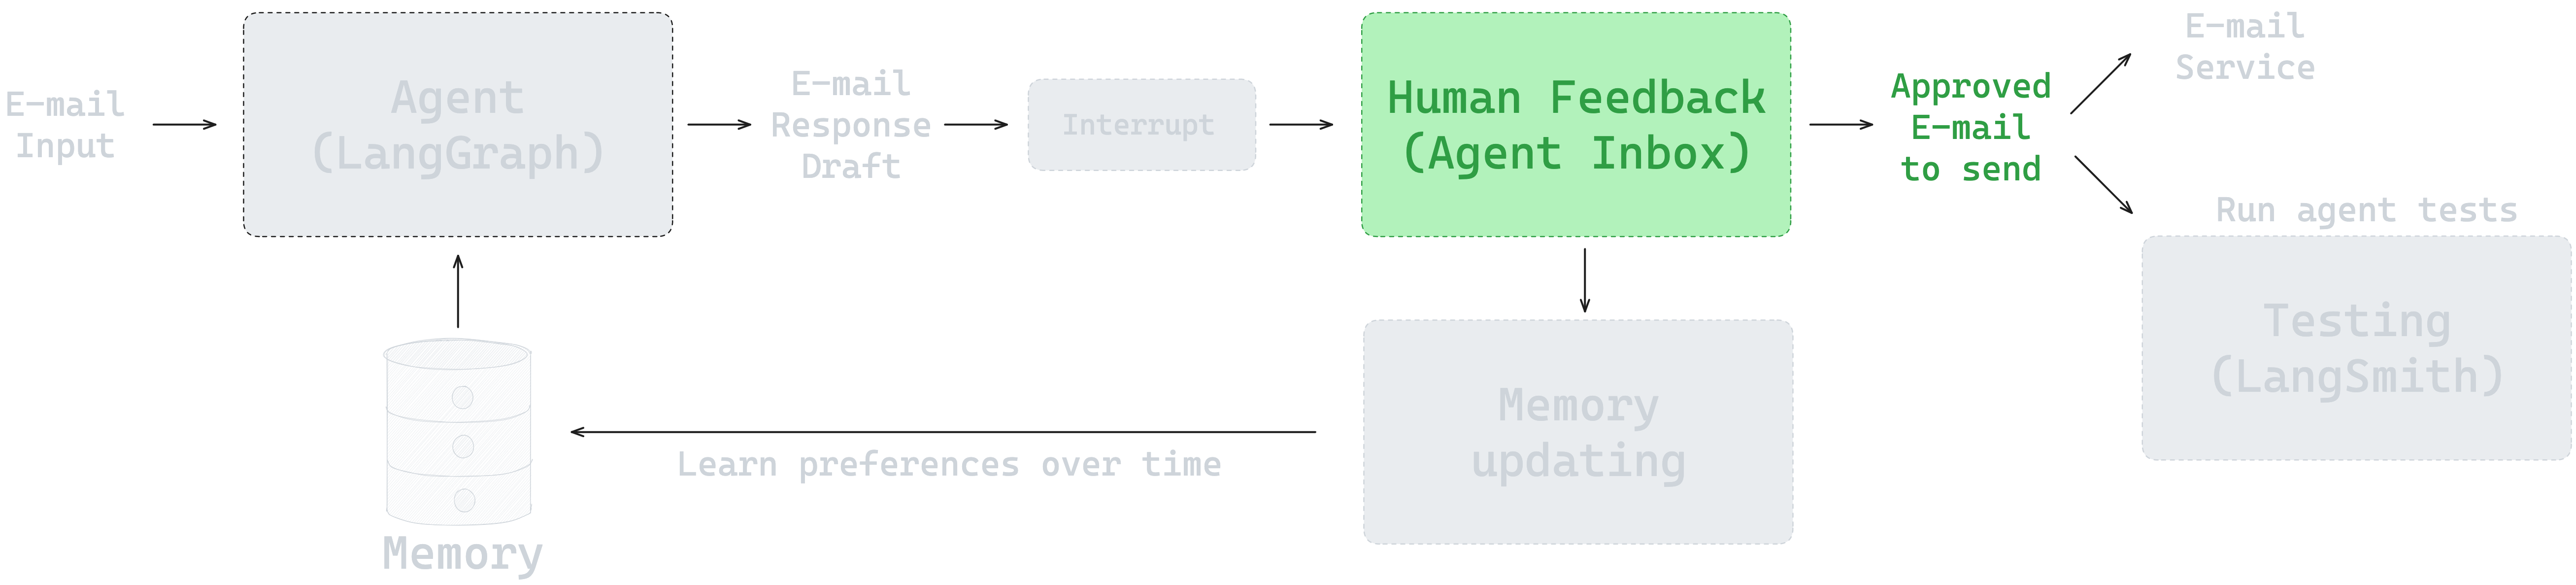 E-mail
Input
Agent
(LangGraph)
E-mail
Response
Draft
Interrupt
Human Feedback
(Agent Inbox)
Approved
E-mail
to send
E-mail
Service
Run agent tests
Testing
(LangSmith)
Memory
updating
Learn preferences over time
Memory